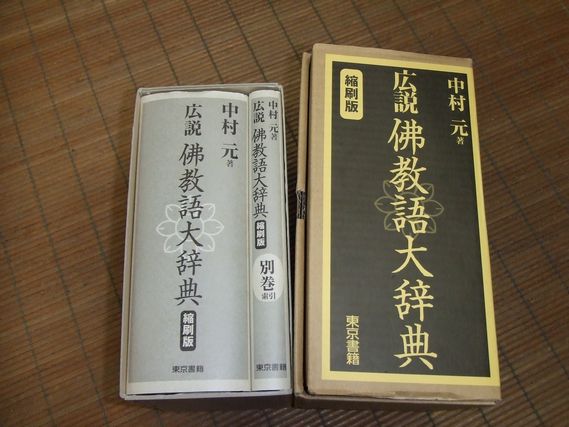 中村 元著
広説 佛教語大辞典
縮刷版
東京書籍
中村 元著
広説 佛教語大辞典
縮刷版
別巻
索引
東京書籍
中村 元著
縮刷版
広説 佛教語大辞典
東京書籍